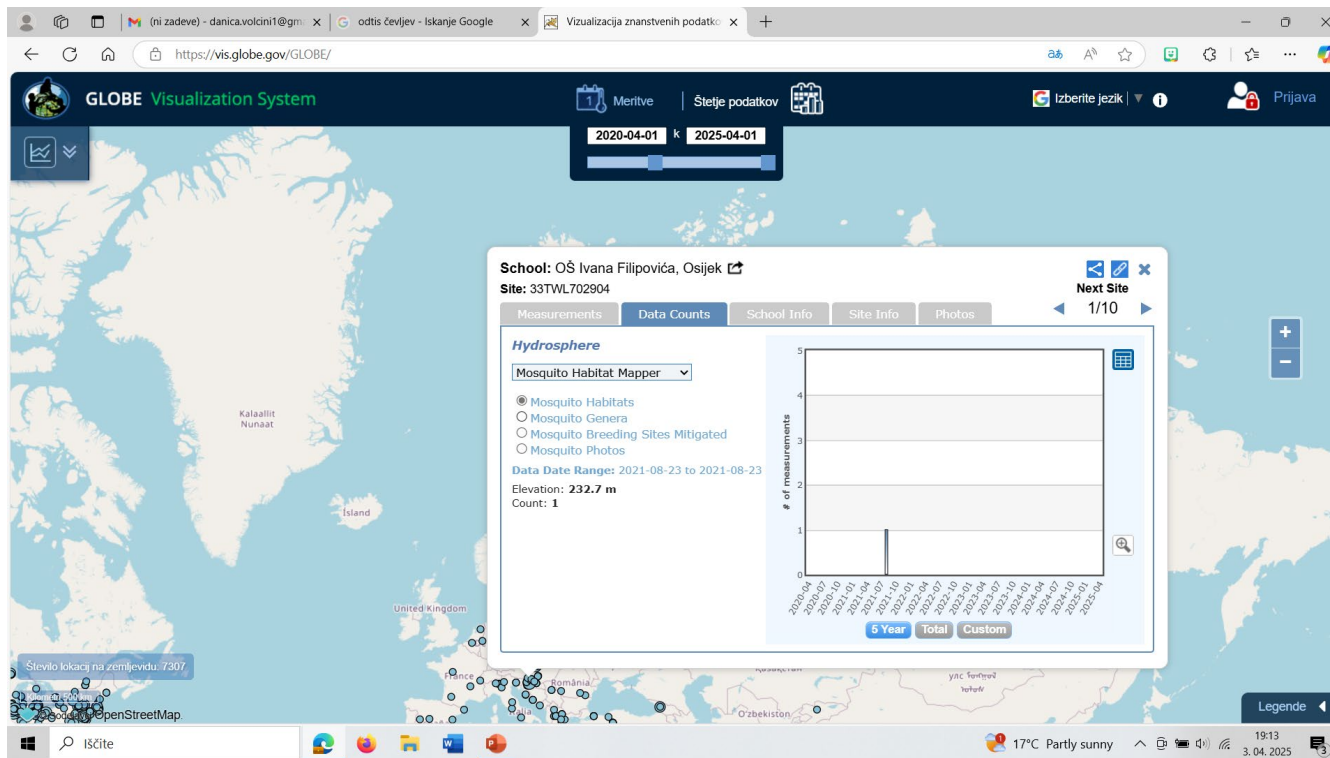 (ni zadeve) - danica.volcini1@gm
odtis čevljev - Iskanje Google
Vizualizacija znanstvenih podatko
https://vis.globe.gov/GLOBE/
GLOBE Visualization System
Meritve
Štetje podatkov
Izberite jezik
Prijava
2020-04-01 k 2025-04-01
School: OŠ Ivana Filipovića, Osijek
Site: 33TWL702904
Next Site
1/10
Measurements
Data Counts
School Info
Site Info
Photos
Hydrosphere
Mosquito Habitat Mapper
Mosquito Habitats
Mosquito Genera
Mosquito Breeding Sites Mitigated
Mosquito Photos
Data Date Range: 2021-08-23 to 2021-08-23
Elevation: 232.7 m
Count: 1
# of measurements
5
4
3
2
1
0
2020-04
2020-07
2020-10
2021-01
2021-04
2021-07
2021-10
2022-01
2022-04
2022-07
2022-10
2023-01
2023-04
2023-07
2023-10
2024-01
2024-04
2024-07
2024-10
2025-01
2025-04
5 Year
Total
Custom
+
−
Kalaallit
Nunaat
Ísland
United Kingdom
France
România
Italia
O'zbekiston
Število lokacij na zemljevidu: 7307
OpenStreetMap
Legende
Iščite
17°C Partly sunny
19:13
3. 04. 2025